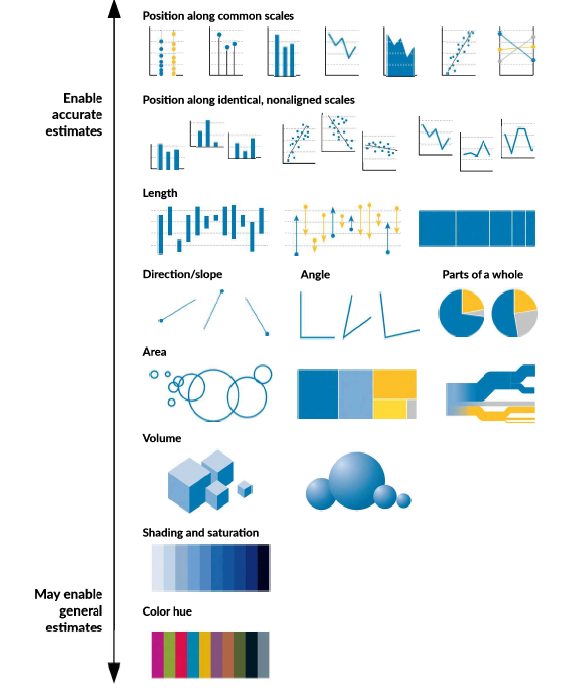 Position along common scales
Enable
accurate
estimates
Position along identical, nonaligned scales
Length
Direction/slope
Angle
Parts of a whole
Area
Volume
Shading and saturation
May enable
general
estimates
Color hue